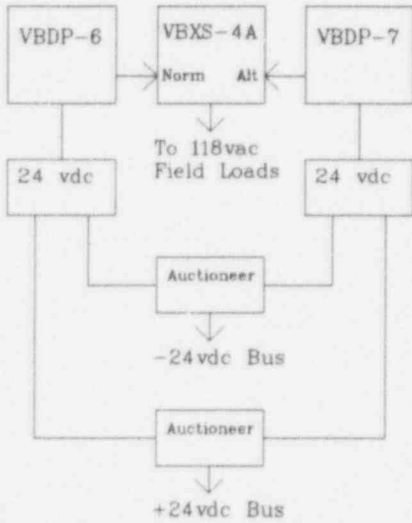 VBDP-6
VBXS-4A
VBDP-7
Norm Alt
To 118vac
Field Loads
24 vdc
24 vdc
Auctioneer
-24vdc Bus
Auctioneer
+24vdc Bus